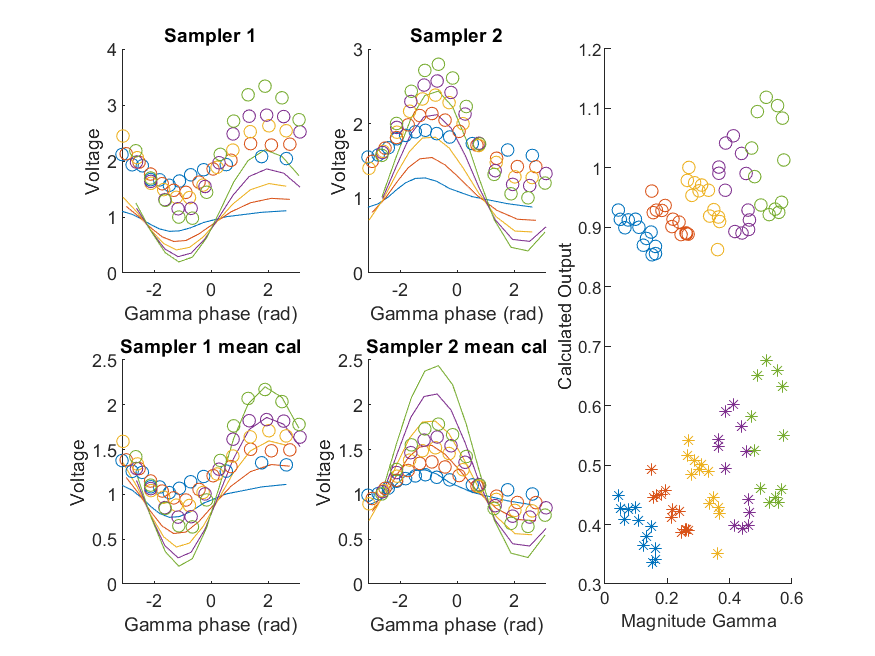 Sampler 1
4
3
2
1
0
Voltage
-2 0 2
Gamma phase (rad)
Sampler 2
3
2
1
0
Voltage
-2 0 2
Gamma phase (rad)
Sampler 1 mean cal
2.5
2
1.5
1
0.5
0
Voltage
-2 0 2
Gamma phase (rad)
Sampler 2 mean cal
2.5
2
1.5
1
0.5
0
Voltage
-2 0 2
Gamma phase (rad)
1.2
1.1
1
0.9
0.8
0.7
0.6
0.5
0.4
0.3
Calculated Output
0 0.2 0.4 0.6
Magnitude Gamma